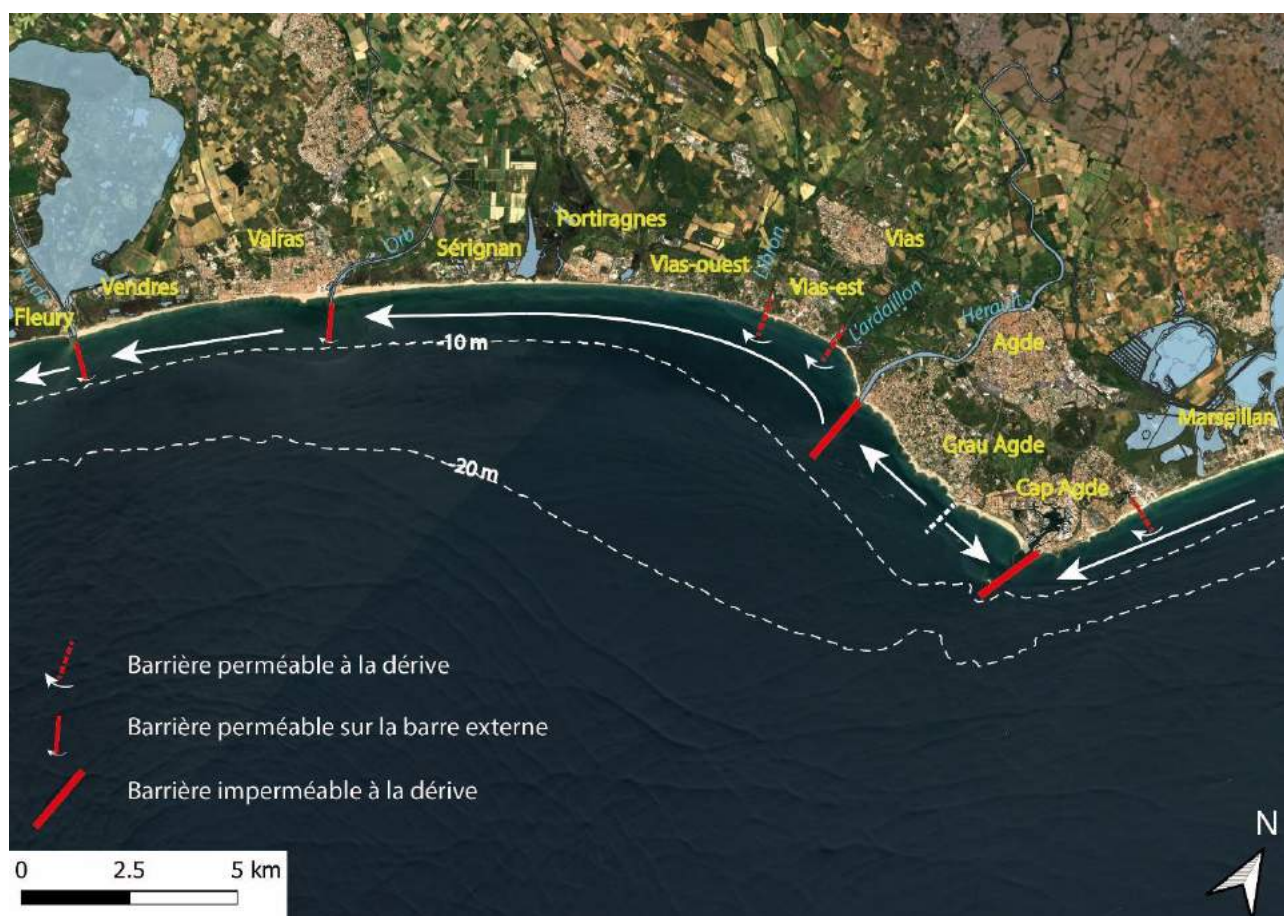 Portiragnes
Valras
Orb
Sérignan
Vias
Vias-ouest
Libron
Vias-est
L'ardaillon
Vendres
Aude
Fleury
Hérault
Agde
-10 m
Marseillan
Grau Agde
-20 m
Cap Agde
Barrière perméable à la dérive
Barrière perméable sur la barre externe
Barrière imperméable à la dérive
N
0 2.5 5 km